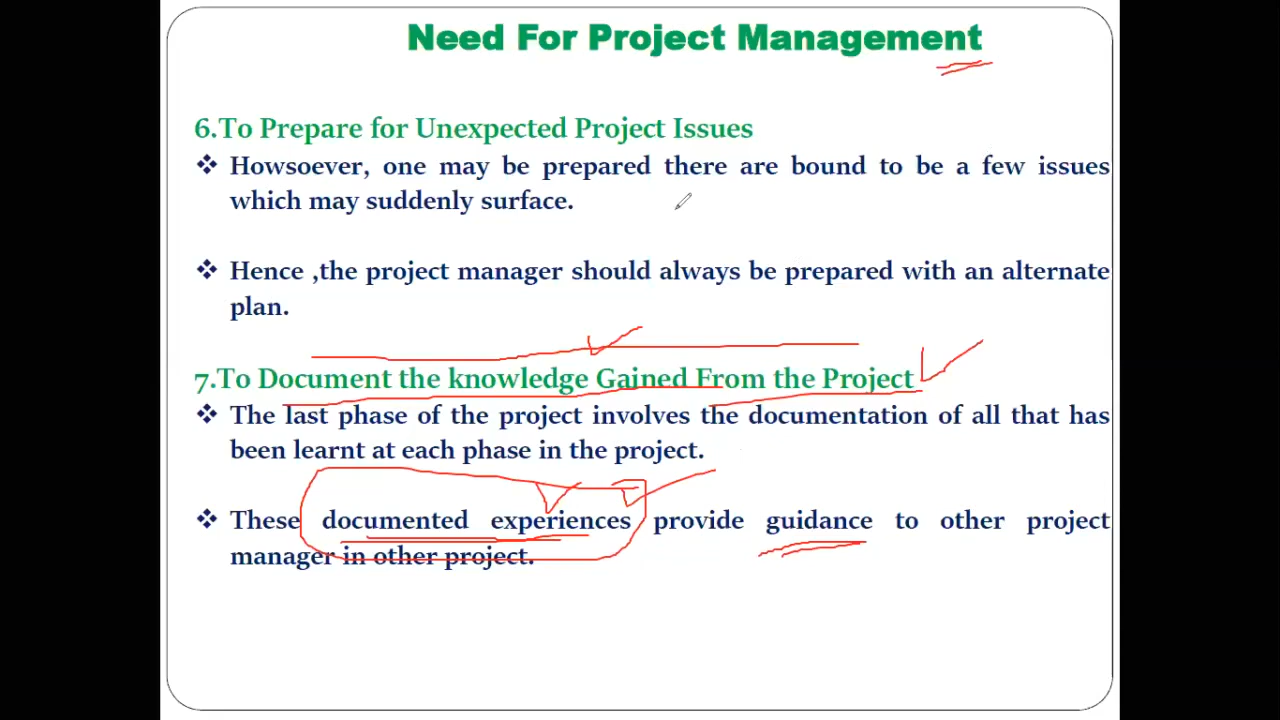 Need For Project Management
6.To Prepare for Unexpected Project Issues
❖ Howsoever, one may be prepared there are bound to be a few issues
which may suddenly surface.
❖ Hence ,the project manager should always be prepared with an alternate
plan.
7.To Document the knowledge Gained From the Project
❖ The last phase of the project involves the documentation of all that has
been learnt at each phase in the project.
❖ These documented experiences provide guidance to other project
manager in other project.